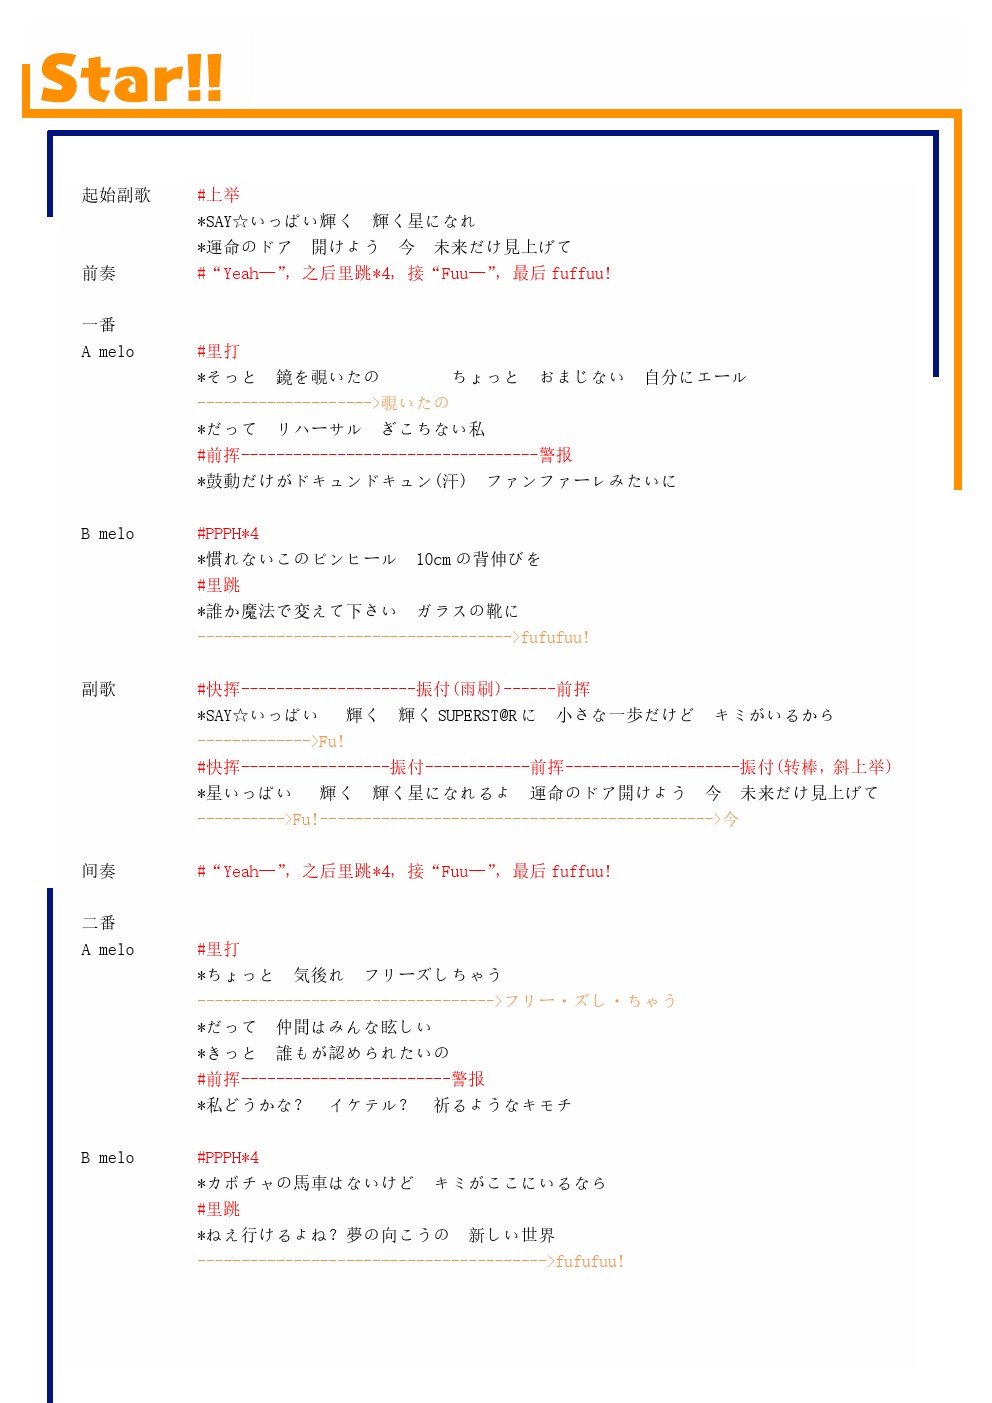 Star!!
起始副歌 #上举
*SAY☆いっぱい輝く 輝く星になれ
*運命のドア 開けよう 今 未来だけ見上げて
前奏 #“Yeah—”, 之后里跳*4, 接“Fuu—”, 最后 fuffuu!
一番
A melo #里打
*そっと 鏡を覗いたの ちょっと おまじない 自分にエール
-------------------->覗いたの
*だって リハーサル ぎこちない私
#前挥----------------------------------警报
*鼓動だけがドキュンドキュン(汗) ファンファーレみたいに
B melo #PPPH*4
*慣れないこのピンヒール 10cmの背伸びを
#里跳
*誰か魔法で変えて下さい ガラスの靴に
------------------------------------>fufufuu!
副歌 #快挥--------------------振付(雨刷)------前挥
*SAY☆いっぱい 輝く 輝くSUPERST@Rに 小さな一歩だけど キミがいるから
------------->Fu!
#快挥-----------------振付------------前挥--------------------振付(转棒, 斜上举)
*星いっぱい 輝く 輝く星になれるよ 運命のドア開けよう 今 未来だけ見上げて
---------->Fu!--------------------------------------------->今
间奏 #“Yeah—”, 之后里跳*4, 接“Fuu—”, 最后 fuffuu!
二番
A melo #里打
*ちょっと 気後れ フリーズしちゃう
---------------------------------->フリー・ズし・ちゃう
*だって 仲間はみんな眩しい
*きっと 誰もが認められたいの
#前挥------------------------警报
*私どうかな? イケテル? 祈るようなキモチ
B melo #PPPH*4
*カボチャの馬車はないけど キミがここにいるなら
#里跳
*ねえ行けるよね?夢の向こうの 新しい世界
---------------------------------------->fufufuu!